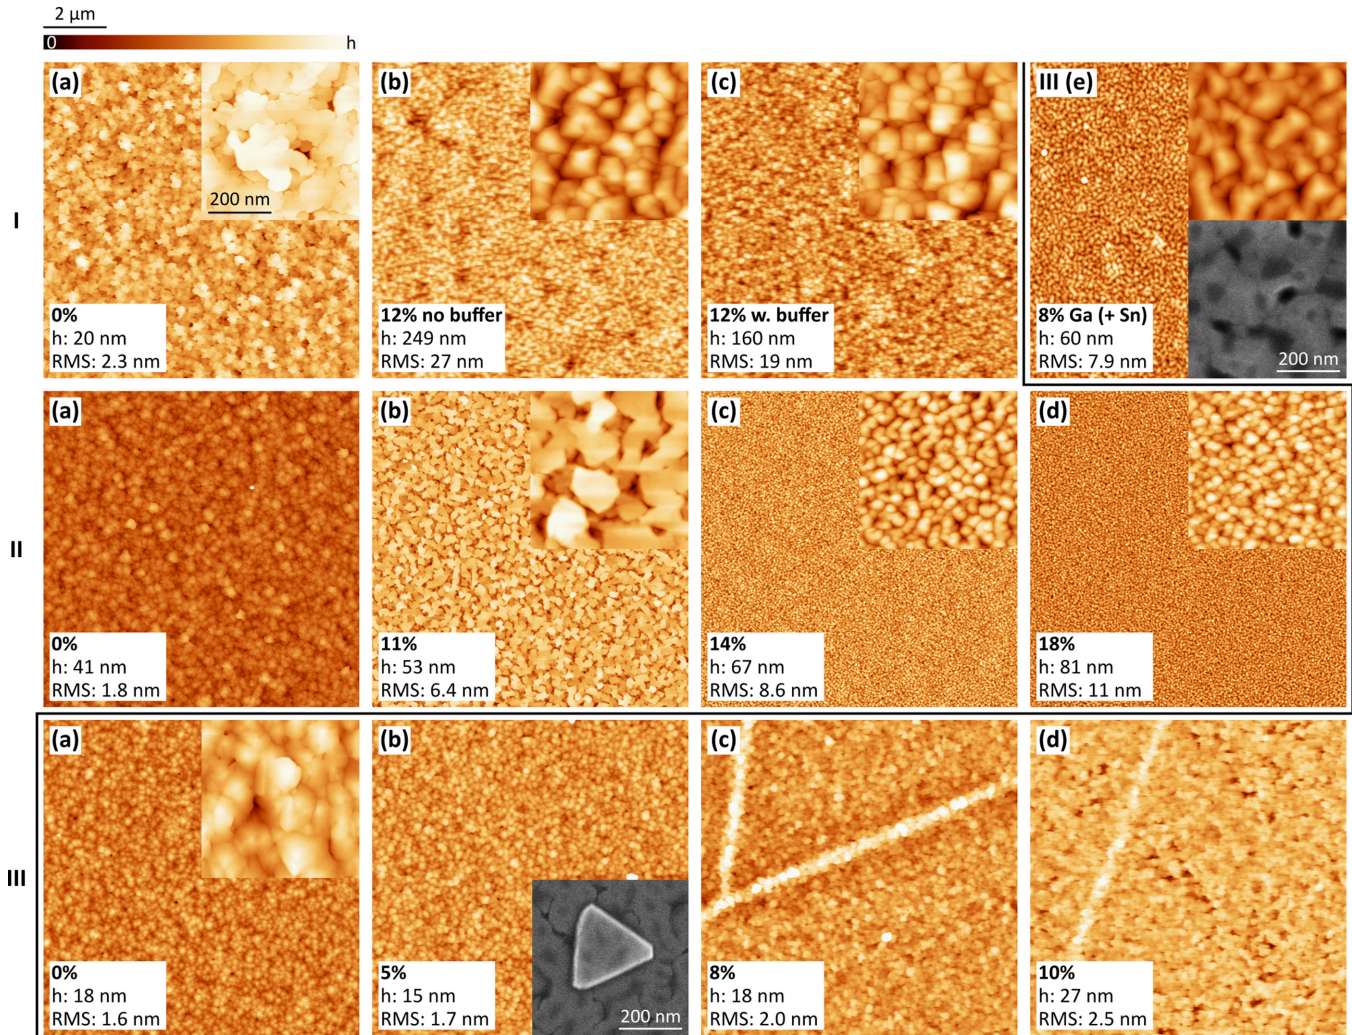 2 µm
0 h
I
(a)
200 nm
0%
h: 20 nm
RMS: 2.3 nm
(b)
12% no buffer
h: 249 nm
RMS: 27 nm
(c)
12% w. buffer
h: 160 nm
RMS: 19 nm
III (e)
8% Ga (+ Sn)
h: 60 nm
RMS: 7.9 nm
200 nm
II
(a)
0%
h: 41 nm
RMS: 1.8 nm
(b)
11%
h: 53 nm
RMS: 6.4 nm
(c)
14%
h: 67 nm
RMS: 8.6 nm
(d)
18%
h: 81 nm
RMS: 11 nm
III
(a)
0%
h: 18 nm
RMS: 1.6 nm
(b)
5%
h: 15 nm
RMS: 1.7 nm
200 nm
(c)
8%
h: 18 nm
RMS: 2.0 nm
(d)
10%
h: 27 nm
RMS: 2.5 nm